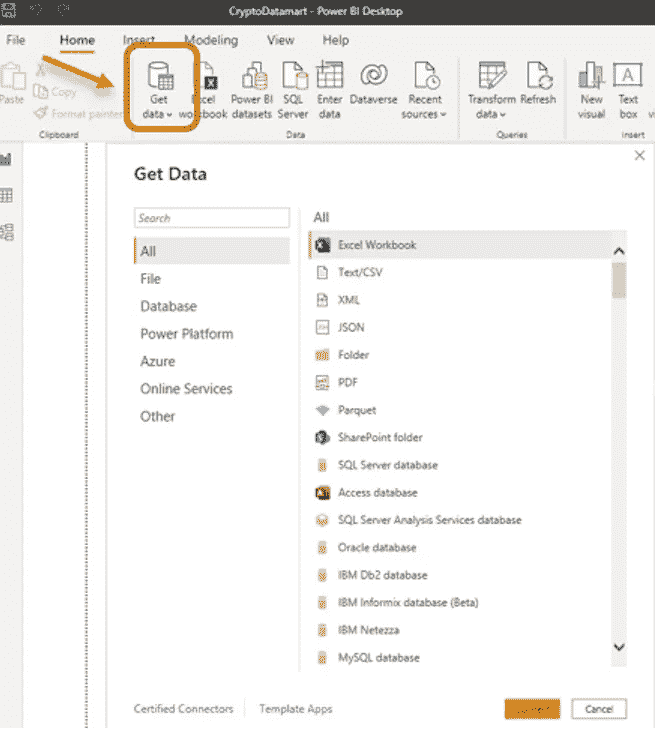 CryptoDatamart - Power BI Desktop
File Home Insert Modeling View Help
Paste
Copy
Format painter
Clipboard
Get data
Excel workbook
Power BI datasets
SQL Server
Enter data
Dataverse
Recent sources
Data
Transform data
Refresh
Queries
New visual
Text box
Insert
Get Data
Search
All
File
Database
Power Platform
Azure
Online Services
Other
All
Excel Workbook
Text/CSV
XML
JSON
Folder
PDF
Parquet
SharePoint folder
SQL Server database
Access database
SQL Server Analysis Services database
Oracle database
IBM Db2 database
IBM Informix database (Beta)
IBM Netezza
MySQL database
Certified Connectors
Template Apps
Cancel